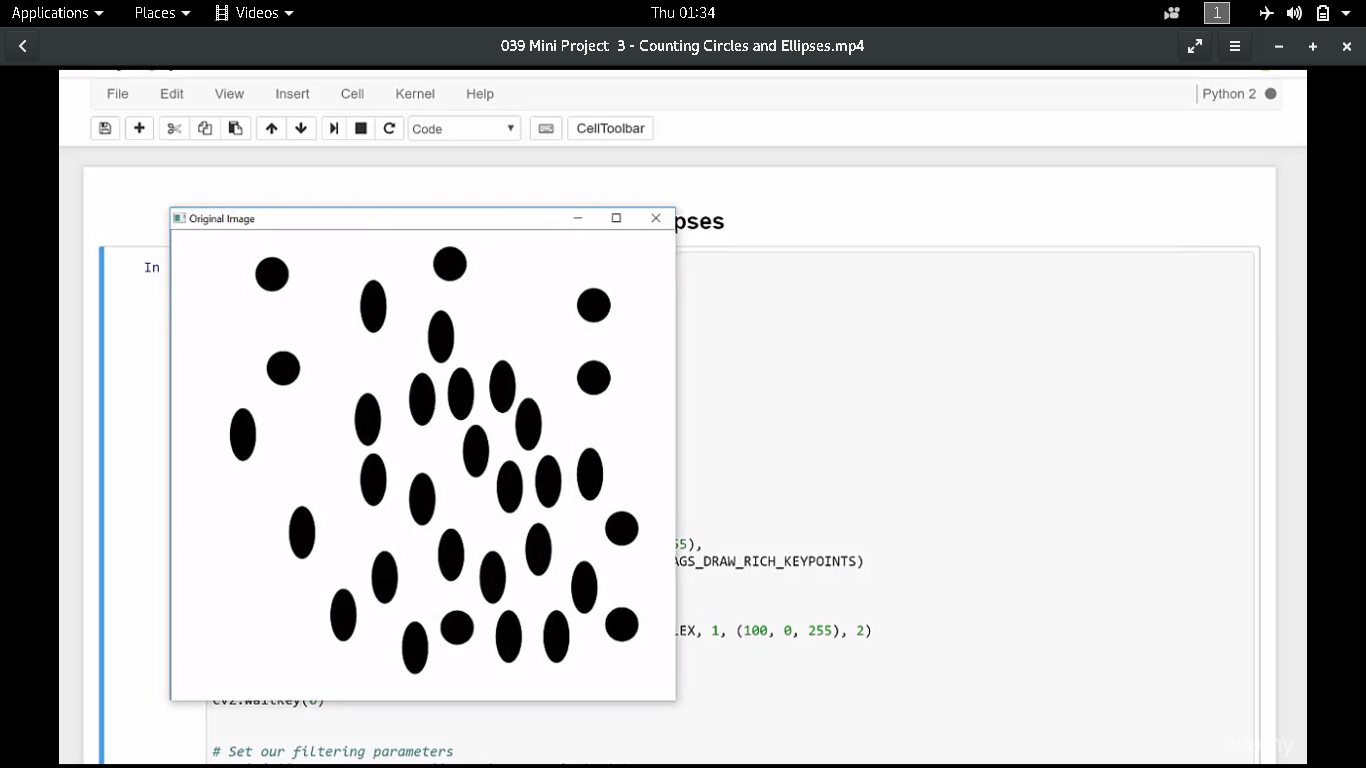 Applications Places Videos Thu 01:34 1
039 Mini Project 3 - Counting Circles and Ellipses.mp4
File Edit View Insert Cell Kernel Help Python 2
Code CellToolbar
Original Image
pses
In
55),
AGS_DRAW_RICH_KEYPOINTS)
LEX, 1, (100, 0, 255), 2)
cv2.waitKey(0)
# Set our filtering parameters
udemy